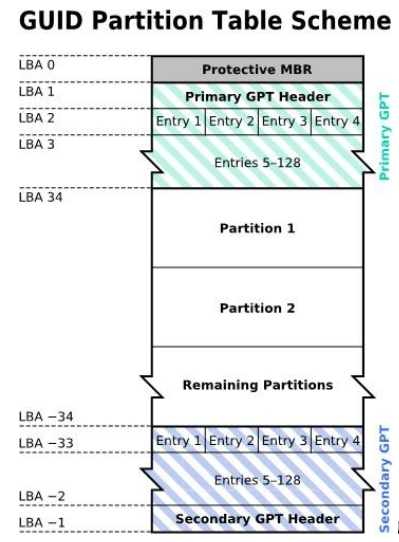 GUID Partition Table Scheme
LBA 0
Protective MBR
LBA 1
Primary GPT Header
LBA 2
Entry 1 Entry 2 Entry 3 Entry 4
LBA 3
Entries 5–128
Primary GPT
LBA 34
Partition 1
Partition 2
Remaining Partitions
LBA −34
LBA −33
Entry 1 Entry 2 Entry 3 Entry 4
Entries 5–128
LBA −2
Secondary GPT Header
LBA −1
Secondary GPT